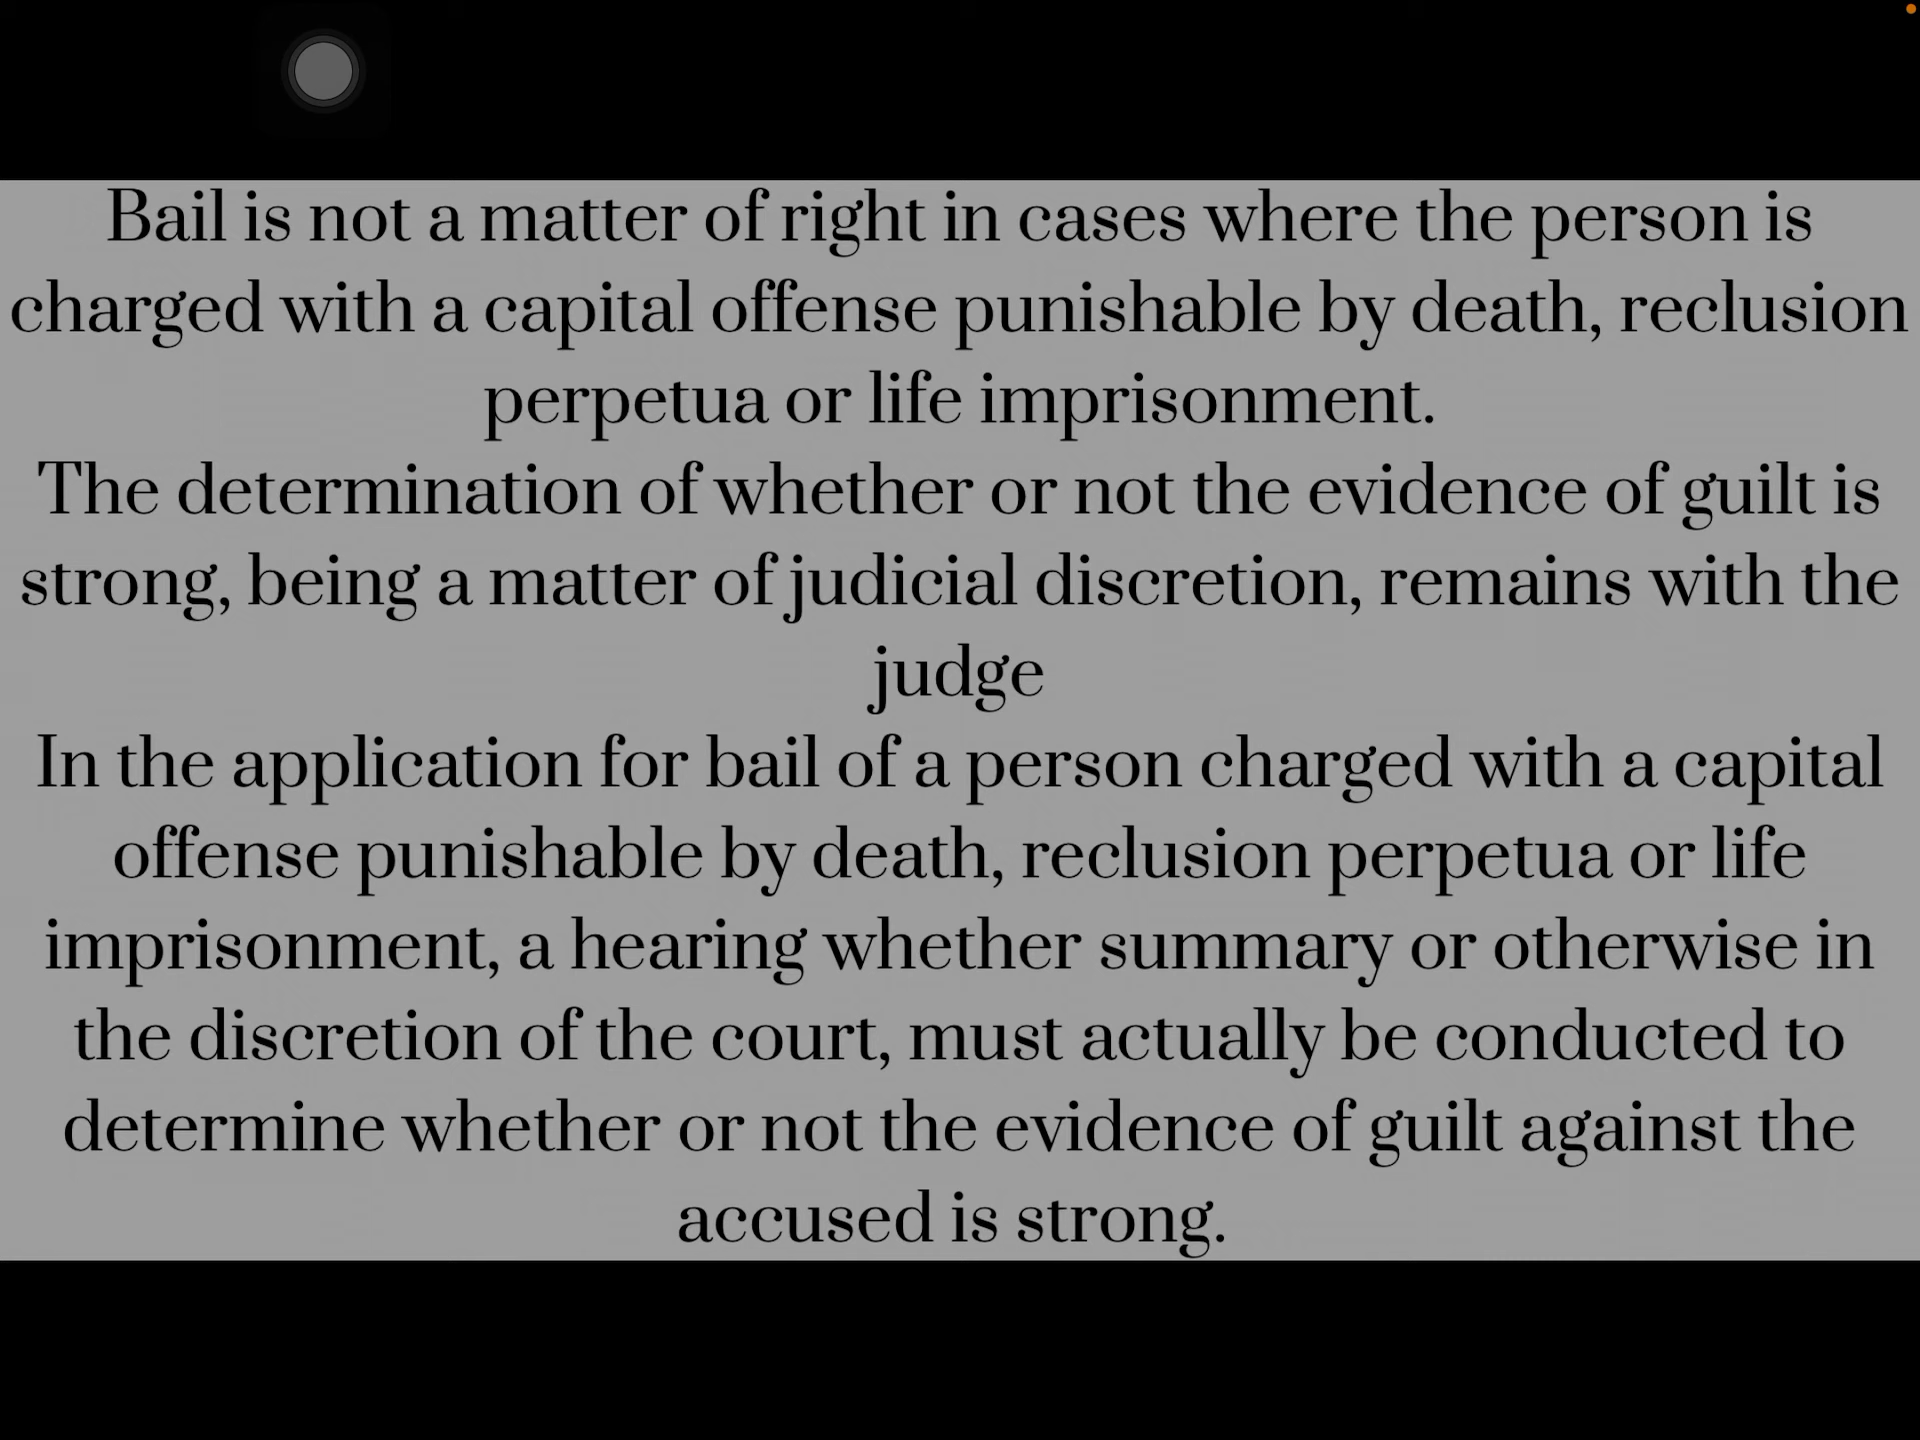 Bail is not a matter of right in cases where the person is
charged with a capital offense punishable by death, reclusion
perpetua or life imprisonment.
The determination of whether or not the evidence of guilt is
strong, being a matter of judicial discretion, remains with the
judge
In the application for bail of a person charged with a capital
offense punishable by death, reclusion perpetua or life
imprisonment, a hearing whether summary or otherwise in
the discretion of the court, must actually be conducted to
determine whether or not the evidence of guilt against the
accused is strong.